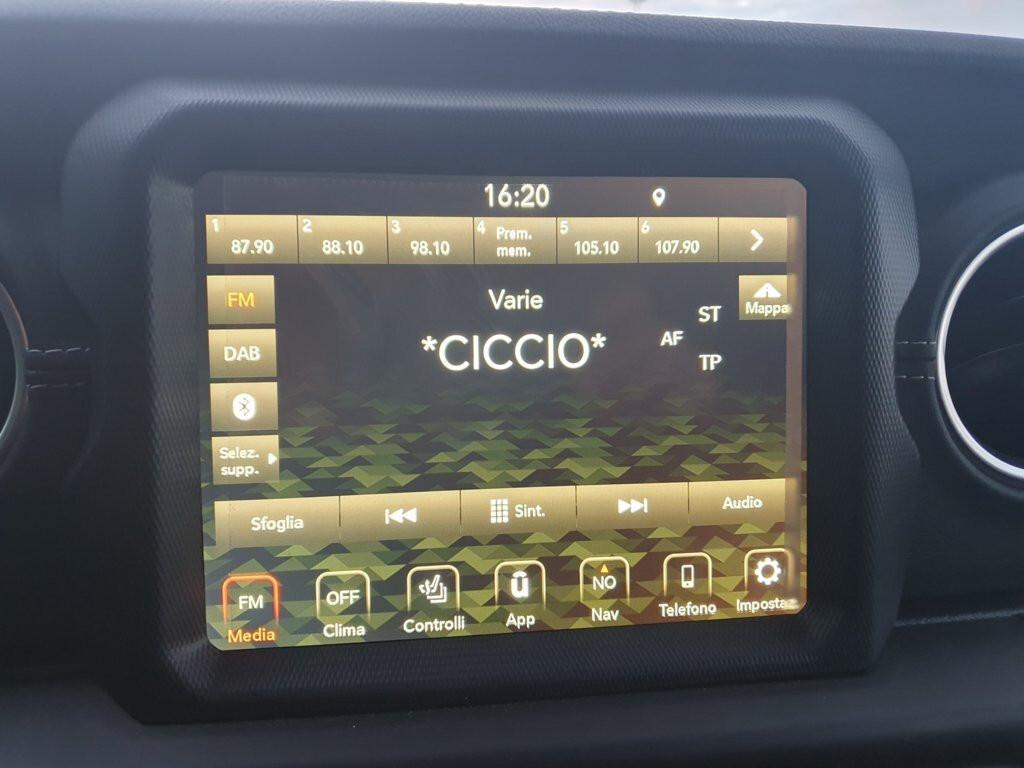 16:20
1 87.90
2 88.10
3 98.10
4 Prem.
mem.
5 105.10
6 107.90
FM
Varie
Mappa
*CICCIO*
ST
AF
TP
DAB
Selez.
supp.
Sfoglia
Sint.
Audio
FM
Media
OFF
Clima
Controlli
ū
App
NO
Nav
Telefono
Impostaz.